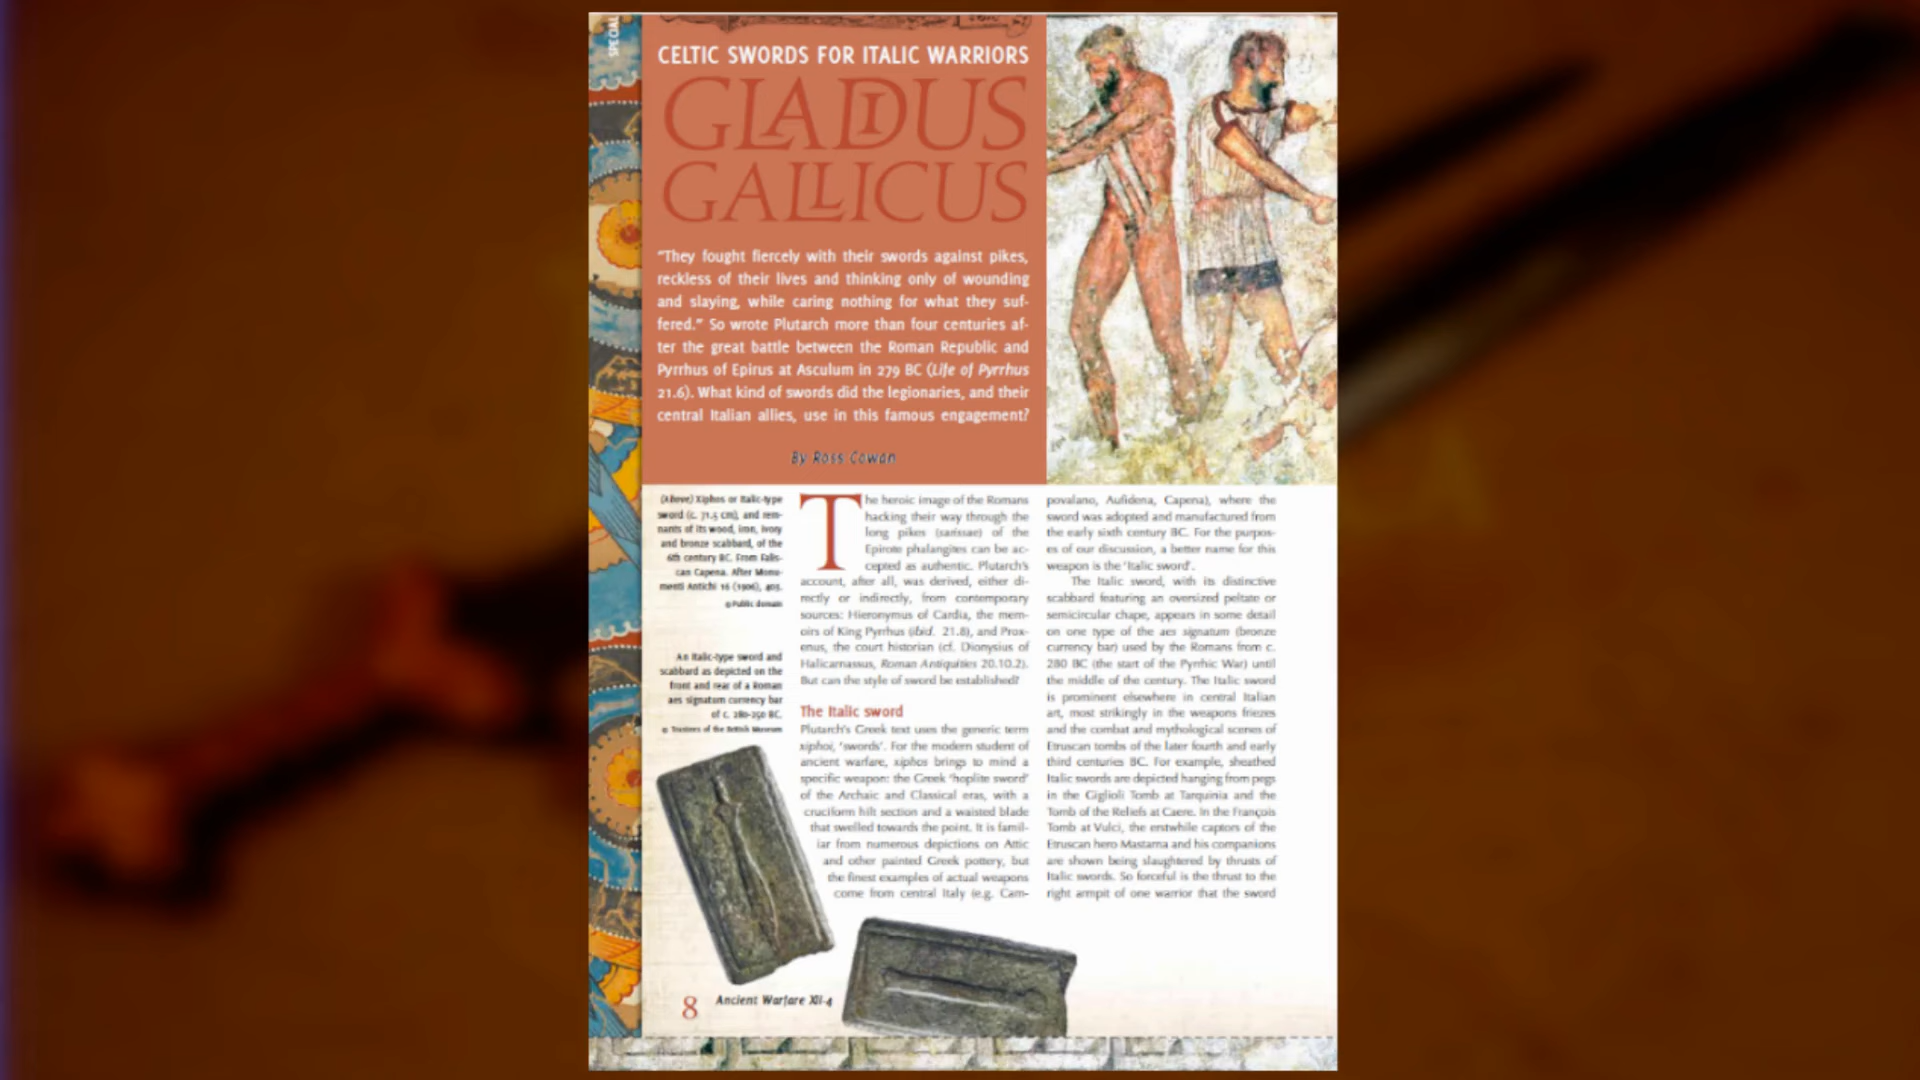 SPECIAL
CELTIC SWORDS FOR ITALIC WARRIORS
GLADIUS
GALLICUS
"They fought fiercely with their swords against pikes,
reckless of their lives and thinking only of wounding
and slaying, while caring nothing for what they suf-
fered." So wrote Plutarch more than four centuries af-
ter the great battle between the Roman Republic and
Pyrrhus of Epirus at Asculum in 279 BC (Life of Pyrrhus
21.6). What kind of swords did the legionaries, and their
central Italian allies, use in this famous engagement?
By Ross Cowan
(Above) Xiphos or Italic-type
sword (c. 71.5 cm), and rem-
nants of its wood, iron, ivory
and bronze scabbard, of the
6th century BC. From Falis-
can Capena. After Monu-
menti Antichi 16 (1906), 405.
© Public domain
An Italic-type sword and
scabbard as depicted on the
front and rear of a Roman
aes signatum currency bar
of c. 280-250 BC.
© Trustees of the British Museum
The heroic image of the Romans
hacking their way through the
long pikes (sarissae) of the
Epirote phalangites can be ac-
cepted as authentic. Plutarch's
account, after all, was derived, either di-
rectly or indirectly, from contemporary
sources: Hieronymus of Cardia, the mem-
oirs of King Pyrrhus (ibid. 21.8), and Prox-
enus, the court historian (cf. Dionysius of
Halicarnassus, Roman Antiquities 20.10.2).
But can the style of sword be established?
The Italic sword
Plutarch's Greek text uses the generic term
xiphoi, 'swords'. For the modern student of
ancient warfare, xiphos brings to mind a
specific weapon: the Greek 'hoplite sword'
of the Archaic and Classical eras, with a
cruciform hilt section and a waisted blade
that swelled towards the point. It is famil-
iar from numerous depictions on Attic
and other painted Greek pottery, but
the finest examples of actual weapons
come from central Italy (e.g. Cam-
povalano, Aufidena, Capena), where the
sword was adopted and manufactured from
the early sixth century BC. For the purpos-
es of our discussion, a better name for this
weapon is the 'Italic sword'.
The Italic sword, with its distinctive
scabbard featuring an oversized peltate or
semicircular chape, appears in some detail
on one type of the aes signatum (bronze
currency bar) used by the Romans from c.
280 BC (the start of the Pyrrhic War) until
the middle of the century. The Italic sword
is prominent elsewhere in central Italian
art, most strikingly in the weapons friezes
and the combat and mythological scenes of
Etruscan tombs of the later fourth and early
third centuries BC. For example, sheathed
Italic swords are depicted hanging from pegs
in the Giglioli Tomb at Tarquinia and the
Tomb of the Reliefs at Caere. In the François
Tomb at Vulci, the erstwhile captors of the
Etruscan hero Mastarna and his companions
are shown being slaughtered by thrusts of
Italic swords. So forceful is the thrust to the
right armpit of one warrior that the sword
8 Ancient Warfare XII-4